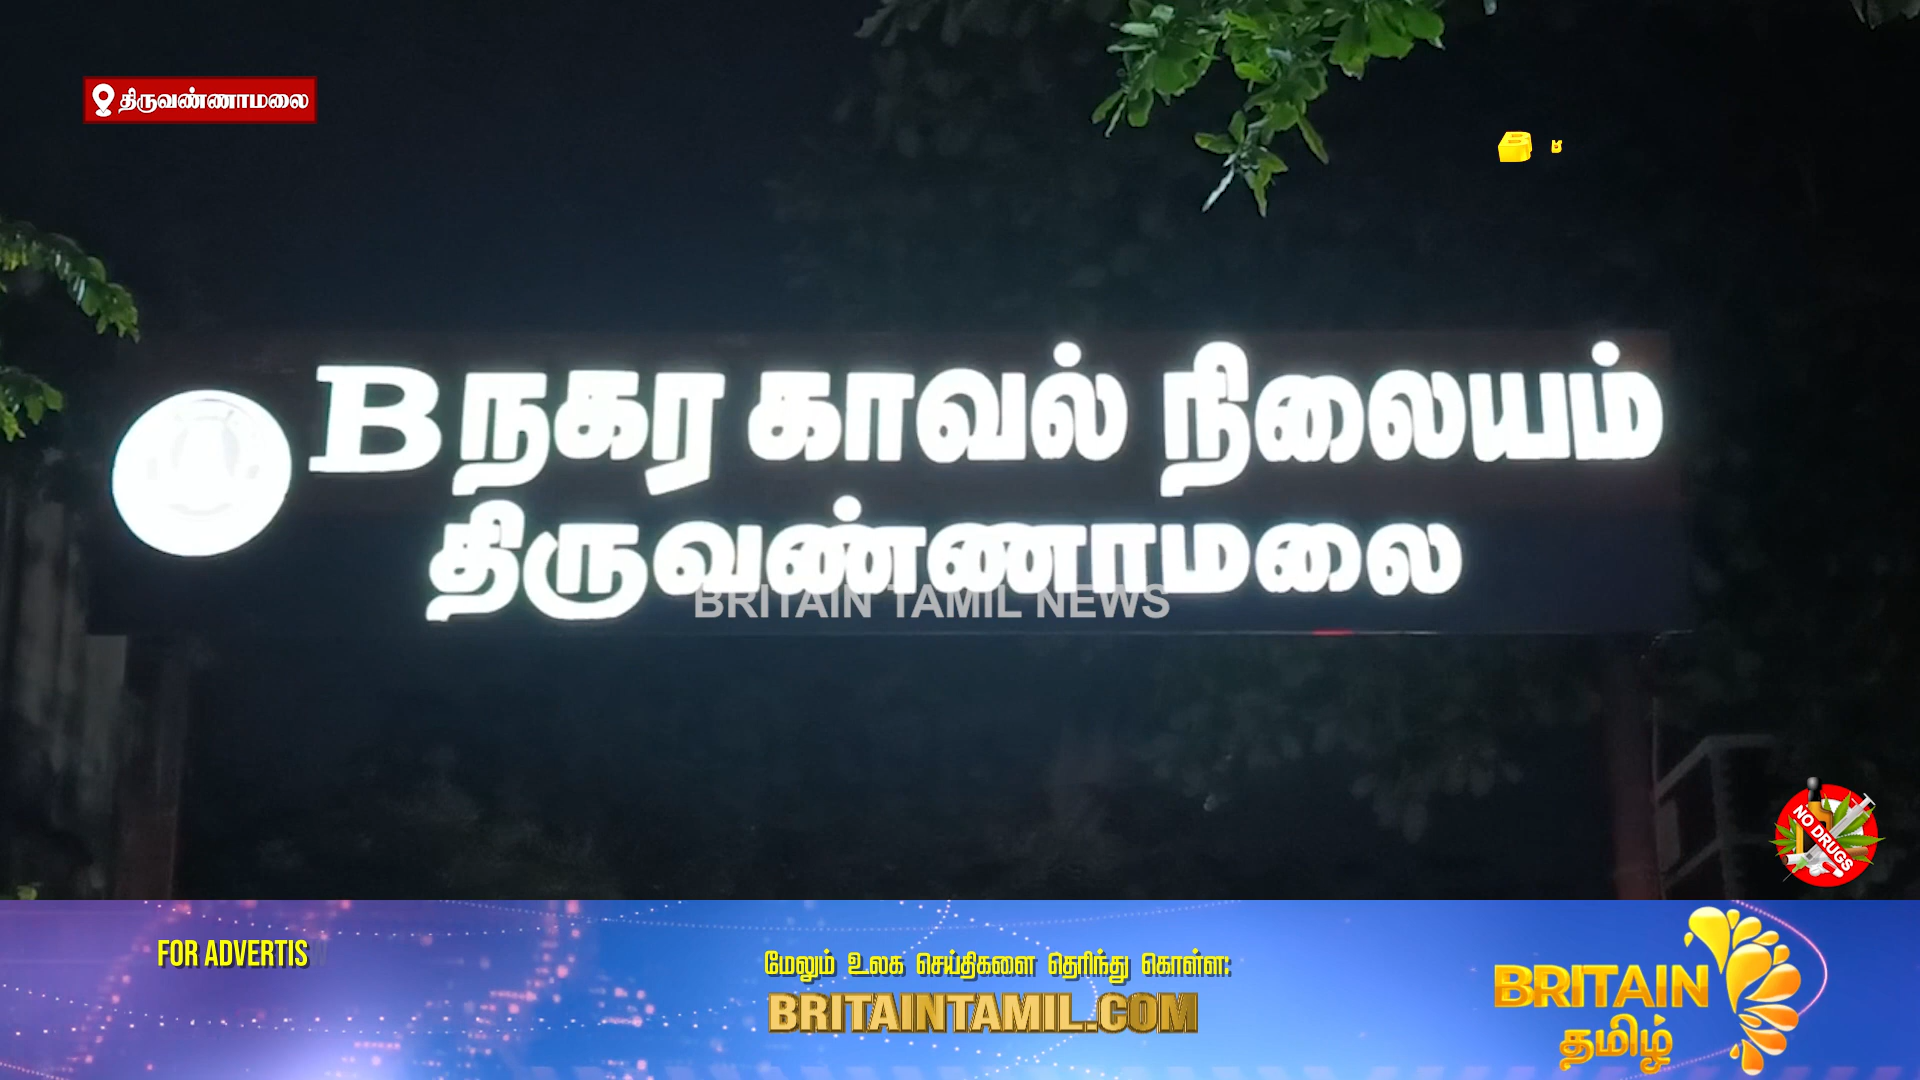 திருவண்ணாமலை
B நகர காவல் நிலையம்
திருவண்ணாமலை
BRITAIN TAMIL NEWS
NO DRUGS
FOR ADVERTIS
மேலும் உலக செய்திகளை தெரிந்து கொள்ள:
BRITAINTAMIL.COM
BRITAIN
தமிழ்